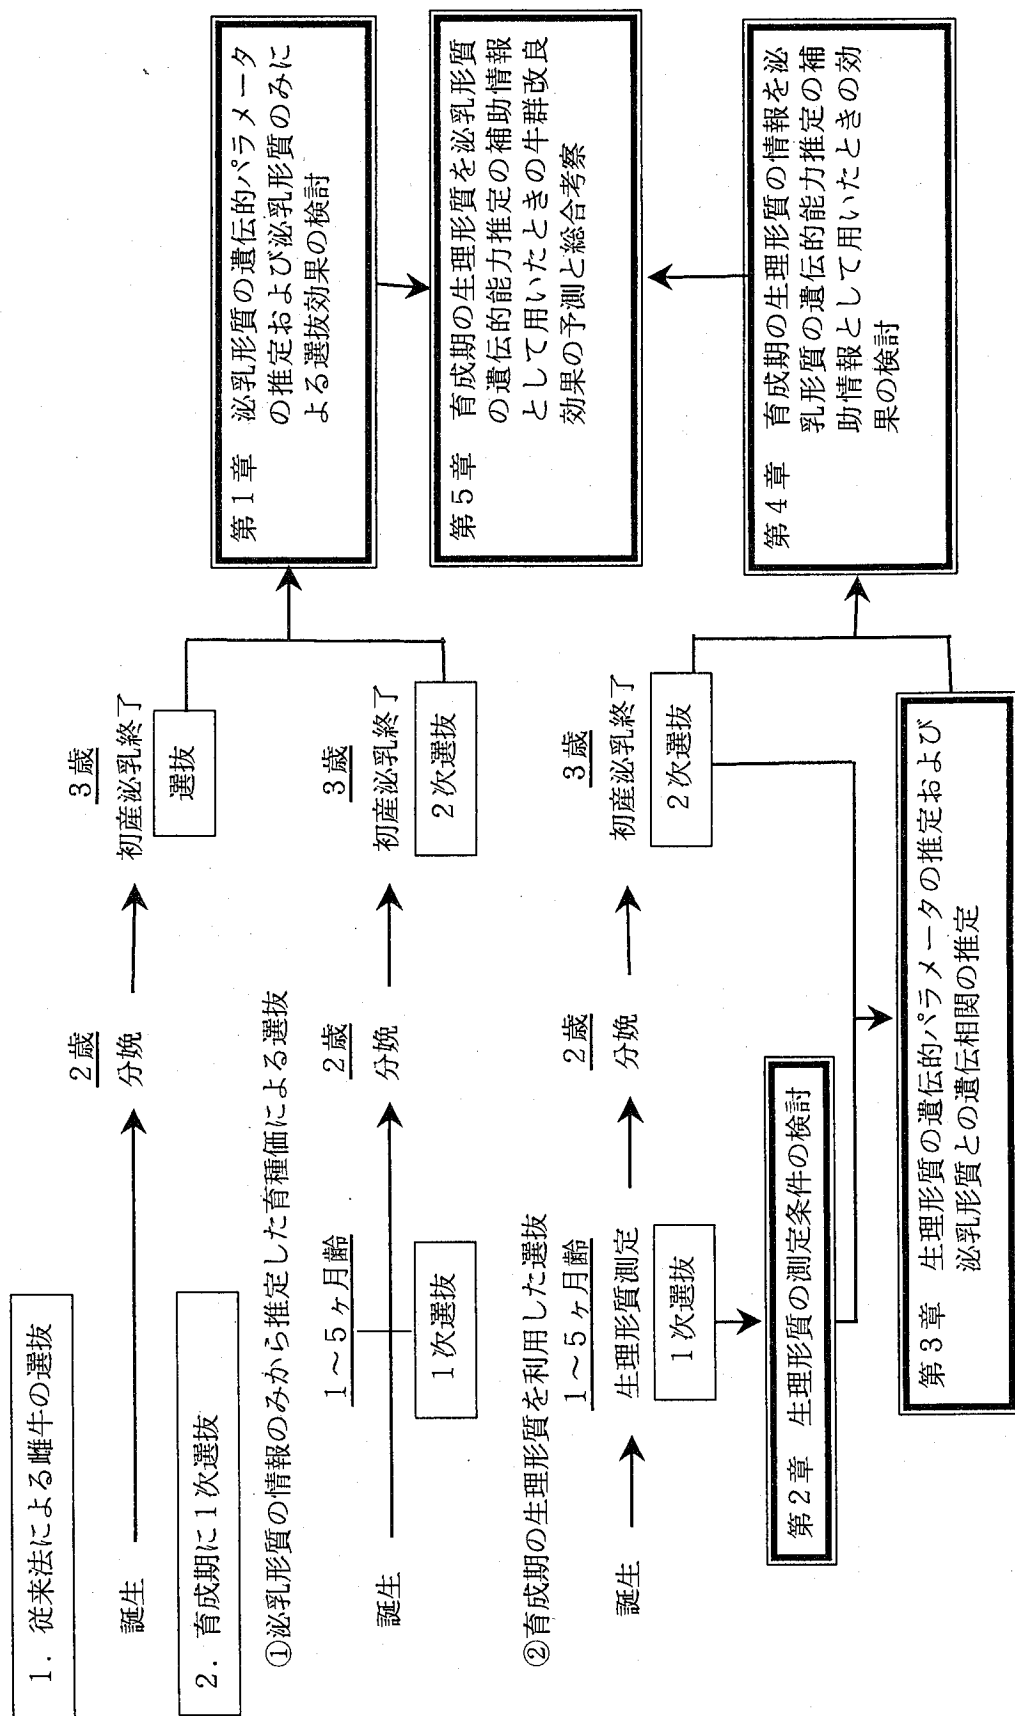 1．従来法による雌牛の選抜
2歳
3歳
誕生
分娩
初産泌乳終了
選抜
2．育成期に1次選抜
①泌乳形質の情報のみから推定した育種価による選抜
1～5ヶ月齢
2歳
3歳
誕生
分娩
初産泌乳終了
1次選抜
2次選抜
②育成期の生理形質を利用した選抜
1～5ヶ月齢
2歳
3歳
誕生
生理形質測定
分娩
初産泌乳終了
1次選抜
2次選抜
第2章　生理形質の測定条件の検討
第3章　生理形質の遺伝的パラメータの推定および
泌乳形質との遺伝相関の推定
第1章　泌乳形質の遺伝的パラメータ
の推定および泌乳形質のみに
よる選抜効果の検討
第5章　育成期の生理形質を泌乳形質
の遺伝的能力推定の補助情報
として用いたときの牛群改良
効果の予測と総合考察
第4章　育成期の生理形質の情報を泌
乳形質の遺伝的能力推定の補
助情報として用いたときの効
果の検討